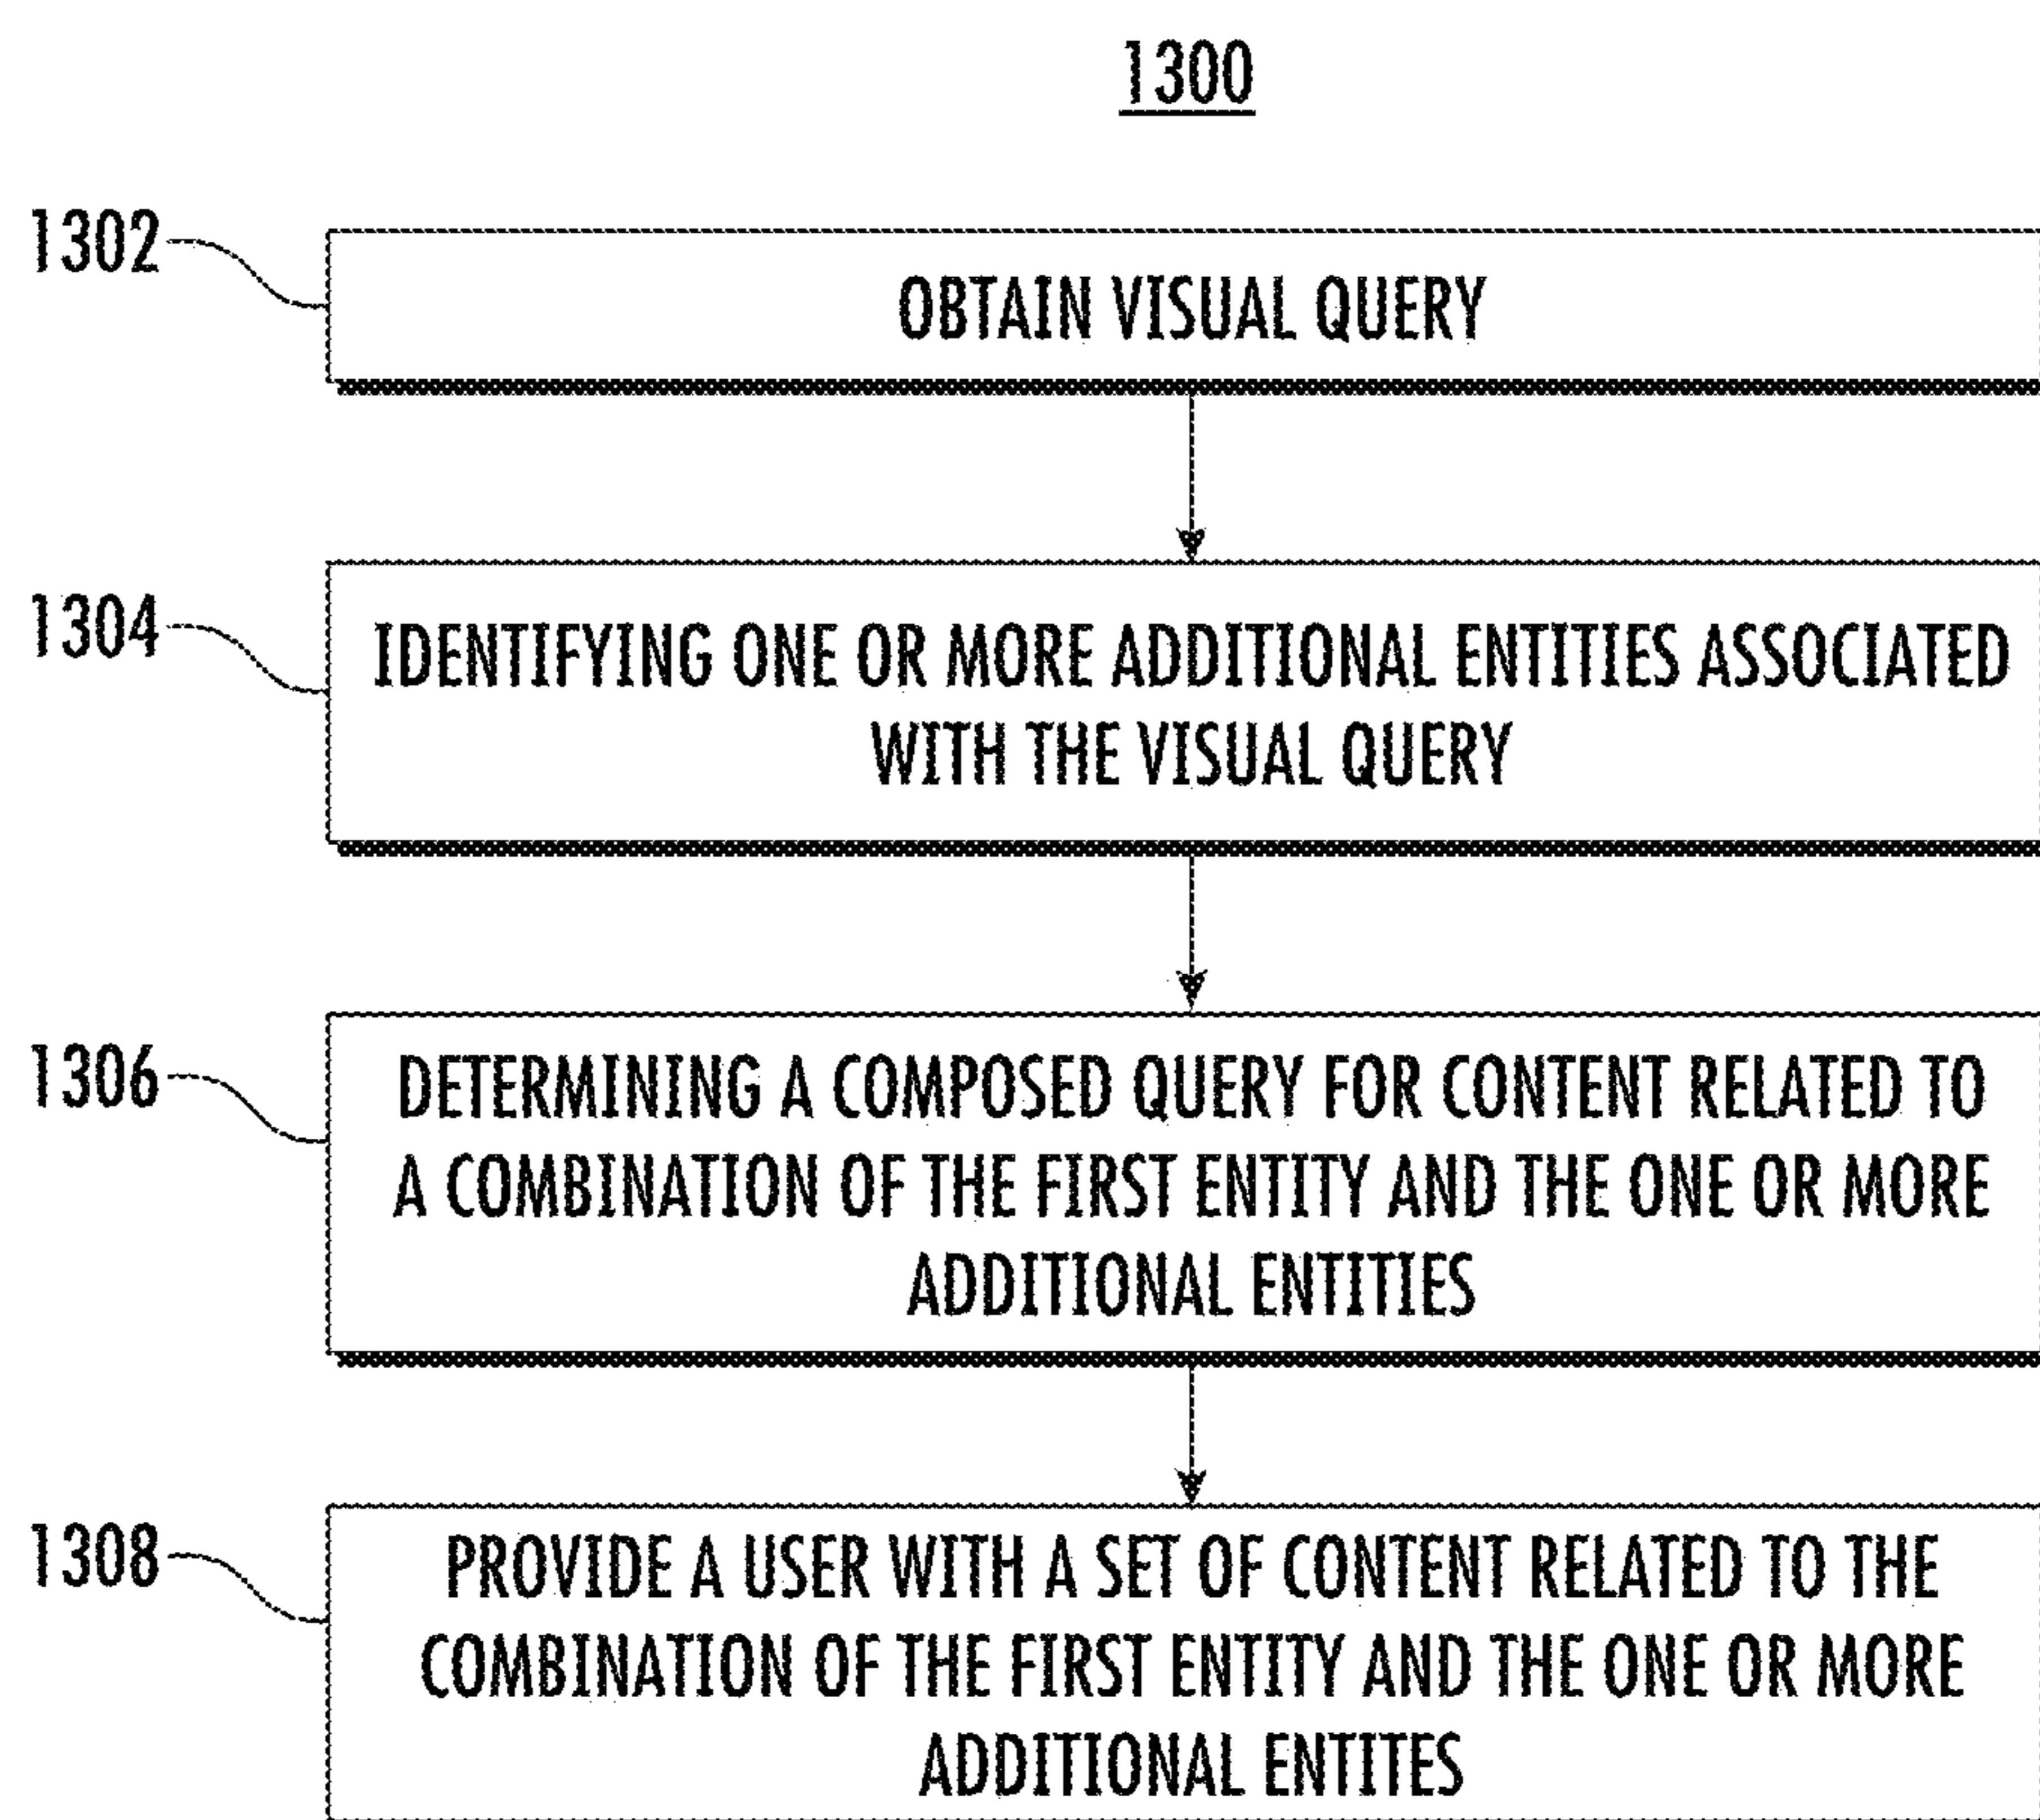 1300
1302
OBTAIN VISUAL QUERY
1304
IDENTIFYING ONE OR MORE ADDITIONAL ENTITIES ASSOCIATED
WITH THE VISUAL QUERY
1306
DETERMINING A COMPOSED QUERY FOR CONTENT RELATED TO
A COMBINATION OF THE FIRST ENTITY AND THE ONE OR MORE
ADDITIONAL ENTITIES
1308
PROVIDE A USER WITH A SET OF CONTENT RELATED TO THE
COMBINATION OF THE FIRST ENTITY AND THE ONE OR MORE
ADDITIONAL ENTITES